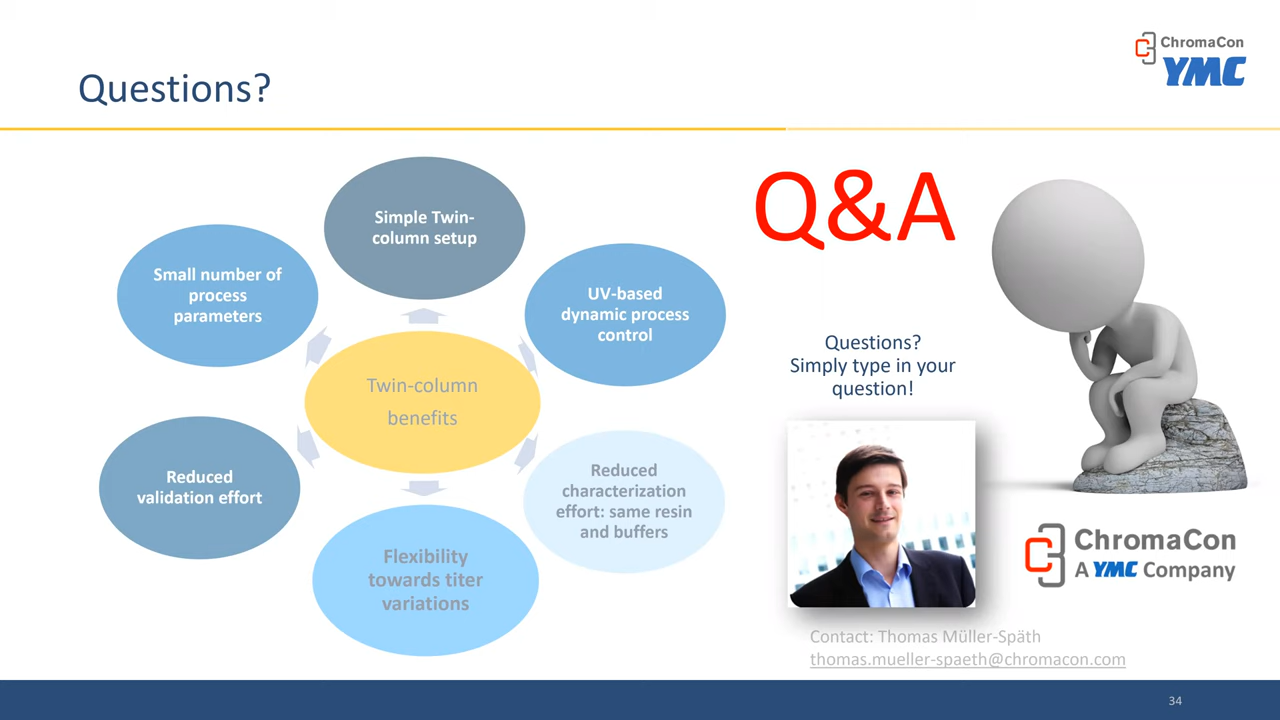 Questions?
ChromaCon
YMC
Simple Twin-
column setup
Small number of
process
parameters
UV-based
dynamic process
control
Twin-column
benefits
Reduced
validation effort
Reduced
characterization
effort: same resin
and buffers
Flexibility
towards titer
variations
Q&A
Questions?
Simply type in your
question!
ChromaCon
A YMC Company
Contact: Thomas Müller-Späth
thomas.mueller-spaeth@chromacon.com
34